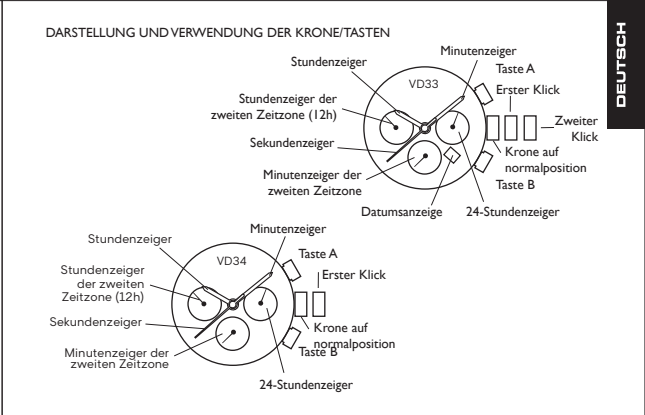 DARSTELLUNG UND VERWENDUNG DER KRONE/TASTEN
DEUTSCH
Minutenzeiger
Stundenzeiger
Taste A
VD33
Erster Klick
Stundenzeiger der
zweiten Zeitzone (12h)
Zweiter
Klick
Sekundenzeiger
Krone auf
normalposition
Minutenzeiger der
zweiten Zeitzone
Taste B
Datumsanzeige
24-Stundenzeiger
Minutenzeiger
Stundenzeiger
Taste A
VD34
Stundenzeiger
der zweiten
Zeitzone (12h)
Erster Klick
Sekundenzeiger
Krone auf
normalposition
Minutenzeiger der
zweiten Zeitzone
Taste B
24-Stundenzeiger